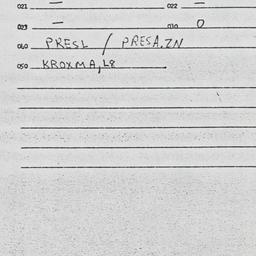 021 — 022 —
023 — 030 0
040 PRESL / PRESA.ZN
050 KROXMA,L8